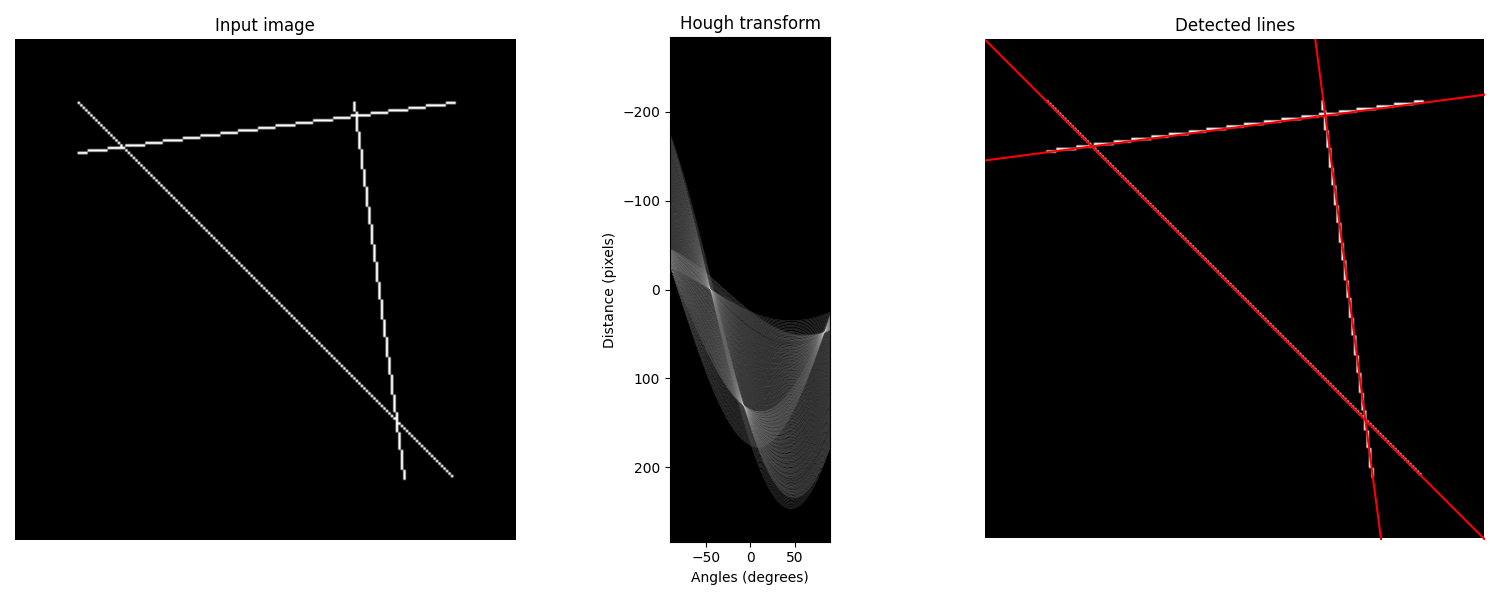 Input image
Hough transform
Detected lines
−200
−100
0
100
200
Distance (pixels)
−50 0 50
Angles (degrees)